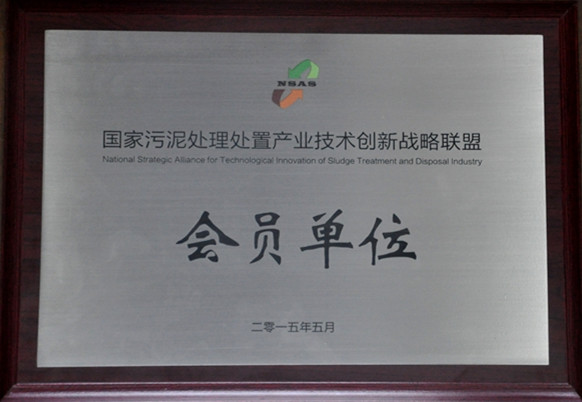 NSAS
国家污泥处理处置产业技术创新战略联盟
National Strategic Alliance for Technological Innovation of Sludge Treatment and Disposal Industry
会员单位
二零一五年五月